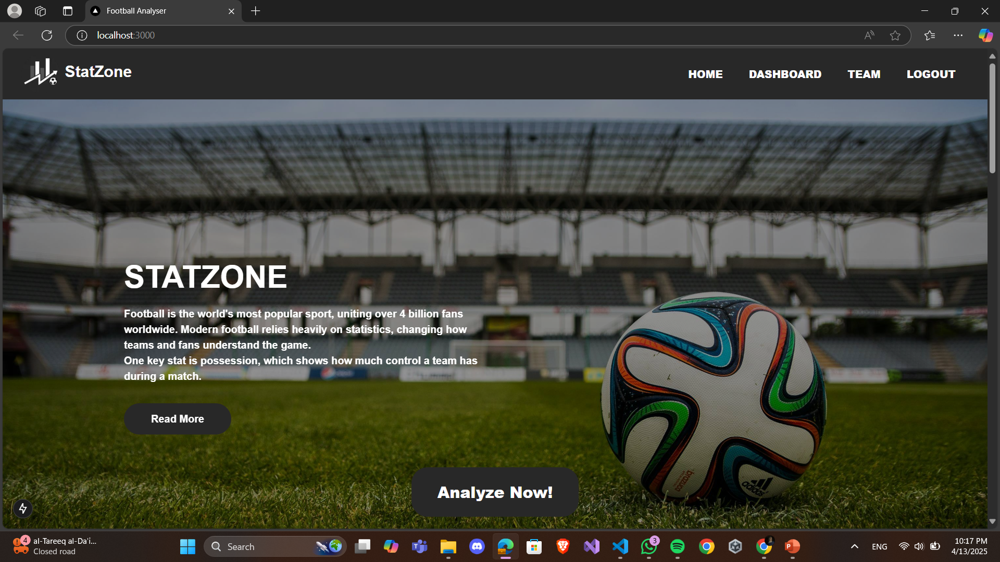 Football Analyser
localhost:3000
StatZone
HOME DASHBOARD TEAM LOGOUT
STATZONE
Football is the world's most popular sport, uniting over 4 billion fans
worldwide. Modern football relies heavily on statistics, changing how
teams and fans understand the game.
One key stat is possession, which shows how much control a team has
during a match.
Read More
brazuca
adidas
Analyze Now!
4
al-Tareeq al-Da'i...
Closed road
Search
3
ENG
10:17 PM
4/13/2025